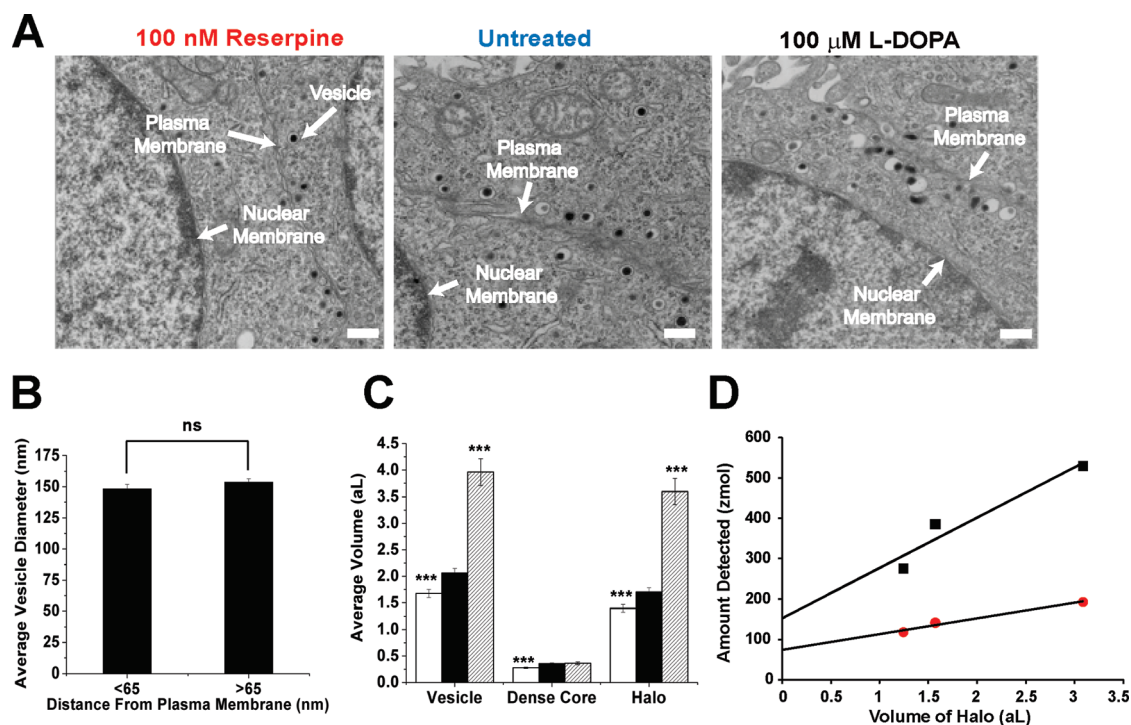 A
100 nM Reserpine
Untreated
100 μM L-DOPA
Vesicle
Plasma
Membrane
Nuclear
Membrane
Plasma
Membrane
Nuclear
Membrane
Plasma
Membrane
Nuclear
Membrane
B
ns
175
150
125
100
75
50
25
0
Average Vesicle Diameter (nm)
<65
>65
Distance From Plasma Membrane (nm)
C
4.5
4.0
3.5
3.0
2.5
2.0
1.5
1.0
0.5
0.0
Average Volume (aL)
***
***
***
***
***
Vesicle
Dense Core
Halo
D
600
500
400
300
200
100
0
Amount Detected (zmol)
0
0.5
1
1.5
2
2.5
3
3.5
Volume of Halo (aL)